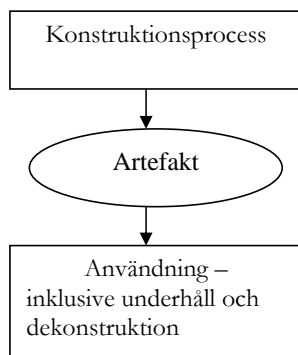 Konstruktionsprocess
Artefakt
Användning –
inklusive underhåll och
dekonstruktion